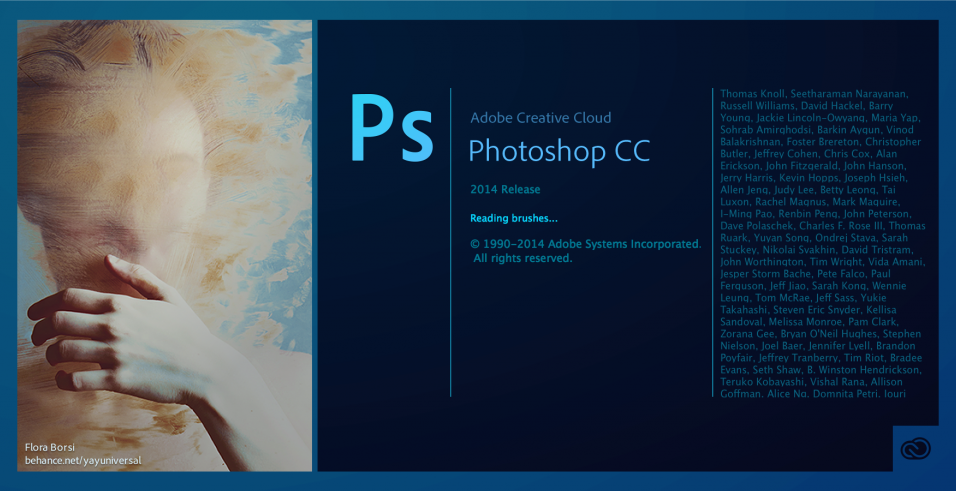 Ps
Adobe Creative Cloud
Photoshop CC
2014 Release
Reading brushes...
© 1990-2014 Adobe Systems Incorporated.
All rights reserved.
Thomas Knoll, Seetharaman Narayanan,
Russell Williams, David Hackel, Barry
Young, Jackie Lincoln-Owyang, Maria Yap,
Sohrab Amirghodsi, Barkin Aygun, Vinod
Balakrishnan, Foster Brereton, Christopher
Butler, Jeffrey Cohen, Chris Cox, Alan
Erickson, John Fitzgerald, John Hanson,
Jerry Harris, Kevin Hopps, Joseph Hsieh,
Allen Jeng, Judy Lee, Betty Leong, Tai
Luxon, Rachel Magnus, Mark Maguire,
I-Ming Pao, Renbin Peng, John Peterson,
Dave Polaschek, Charles F. Rose III, Thomas
Ruark, Yuyan Song, Ondrej Stava, Sarah
Stuckey, Nikolai Svakhin, David Tristram,
John Worthington, Tim Wright, Vida Amani,
Jesper Storm Bache, Pete Falco, Paul
Ferguson, Jeff Jiao, Sarah Kong, Wennie
Leung, Tom McRae, Jeff Sass, Yukie
Takahashi, Steven Eric Snyder, Kellisa
Sandoval, Melissa Monroe, Pam Clark,
Zorana Gee, Bryan O'Neil Hughes, Stephen
Nielson, Joel Baer, Jennifer Lyell, Brandon
Poyfair, Jeffrey Tranberry, Tim Riot, Bradee
Evans, Seth Shaw, B. Winston Hendrickson,
Teruko Kobayashi, Vishal Rana, Allison
Goffman, Alice Ng, Domnita Petri, Iouri
Flora Borsi
behance.net/yayuniversal